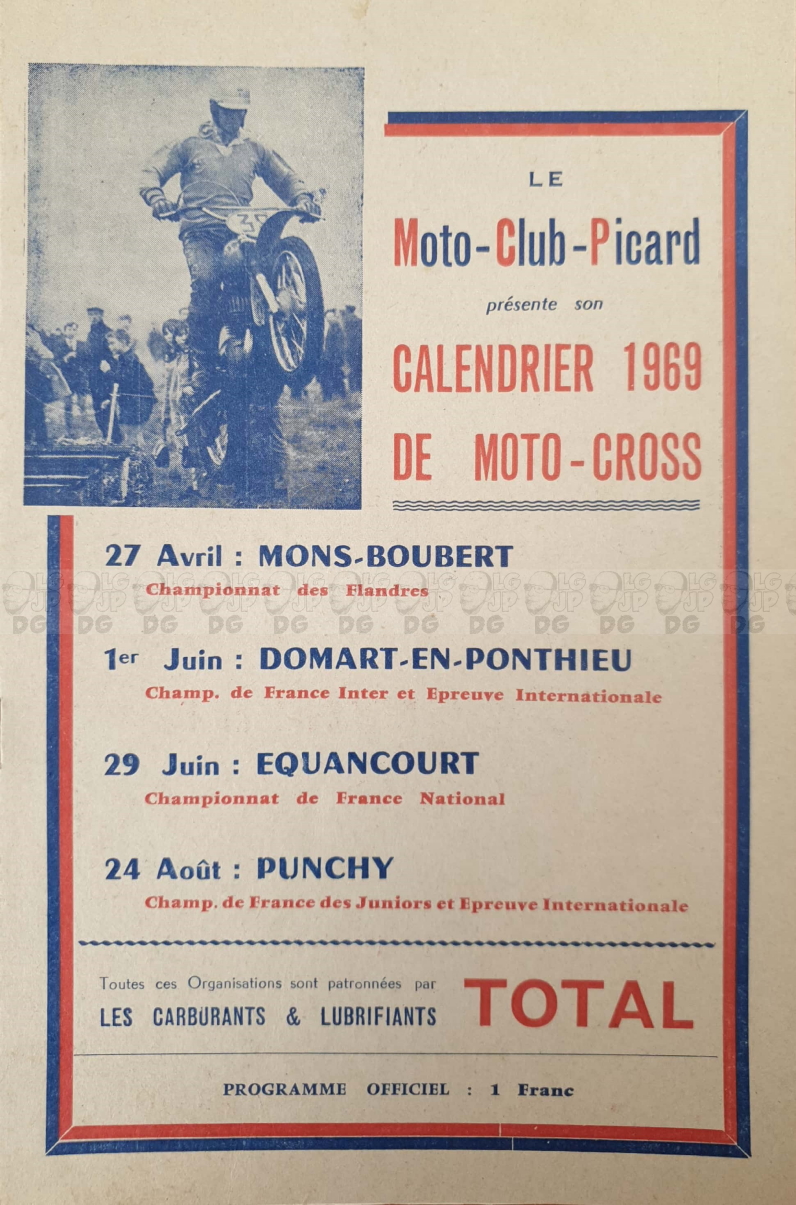 LE
Moto-Club-Picard
présente son
CALENDRIER 1969
DE MOTO-CROSS
27 Avril : MONS-BOUBERT
Championnat des Flandres
1er Juin : DOMART-EN-PONTHIEU
Champ. de France Inter et Epreuve Internationale
29 Juin : EQUANCOURT
Championnat de France National
24 Août : PUNCHY
Champ. de France des Juniors et Epreuve Internationale
Toutes ces Organisations sont patronnées par
LES CARBURANTS & LUBRIFIANTS TOTAL
PROGRAMME OFFICIEL : 1 Franc